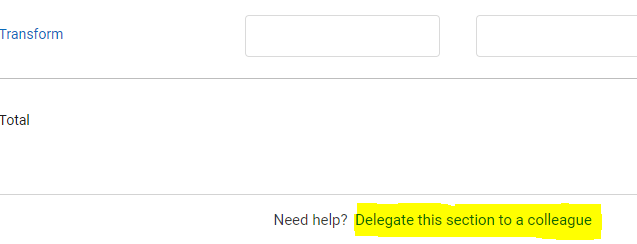 Transform
Total
Need help? Delegate this section to a colleague